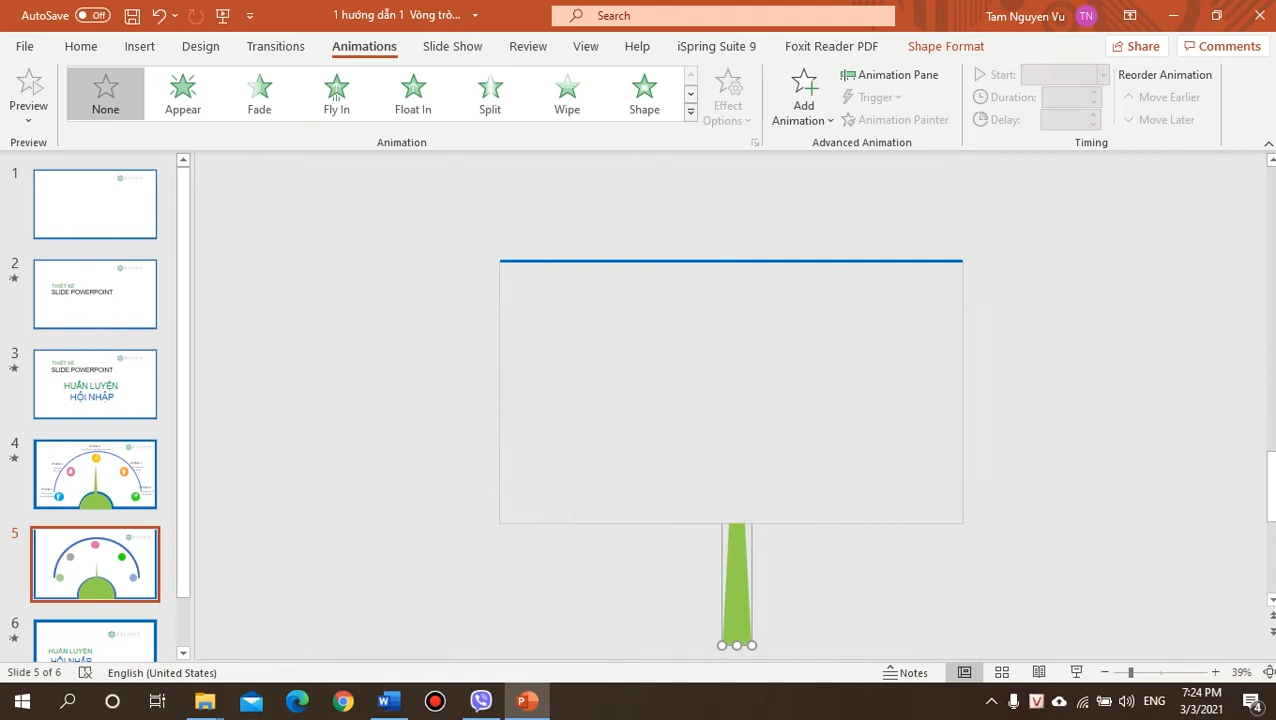 AutoSave Off 1 hướng dẫn 1 Vòng trò... Search Tam Nguyen Vu TN
File Home Insert Design Transitions Animations Slide Show Review View Help iSpring Suite 9 Foxit Reader PDF Shape Format Share Comments
Preview None Appear Fade Fly In Float In Split Wipe Shape Effect Options Add Animation Animation Pane Trigger Animation Painter Start: Duration: Delay: Reorder Animation Move Earlier Move Later
Preview Animation Advanced Animation Timing
1
2
THIẾT KẾ
SLIDE POWERPOINT
3
THIẾT KẾ
SLIDE POWERPOINT
HUẤN LUYỆN
HỘI NHẬP
4
5
6
HUẤN LUYỆN
HỘI NHẬP
Slide 5 of 6 English (United States) Notes 39%
ENG 7:24 PM
3/3/2021 4